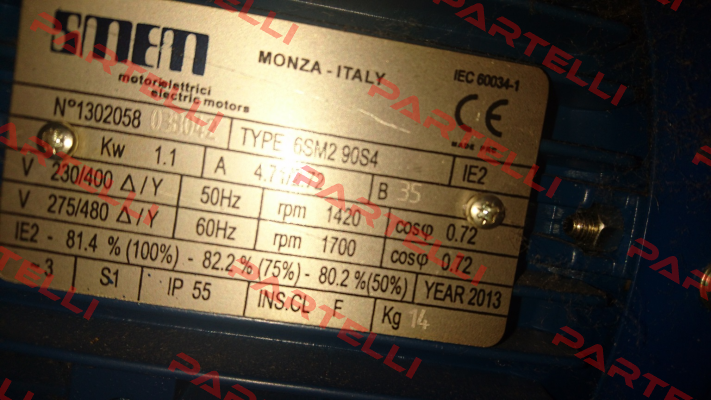 smem
MONZA - ITALY
IEC 60034-1
motorielettrici
electric motors
CE
N°1302058
TYPE 6SM2 90S4
IE2
Kw 1.1
A
B 35
V 230/400 Δ/Y
50Hz
rpm 1420
cosφ 0.72
V 275/480 Δ/Y
60Hz
rpm 1700
cosφ 0.72
IE2 - 81.4 % (100%) - 82.2 % (75%) - 80.2 % (50%)
YEAR 2013
~3
S1
IP 55
INS.CL F
Kg 14
PARTELLI
PARTELLI
PARTELLI
PARTELLI
PARTELLI
PARTELLI